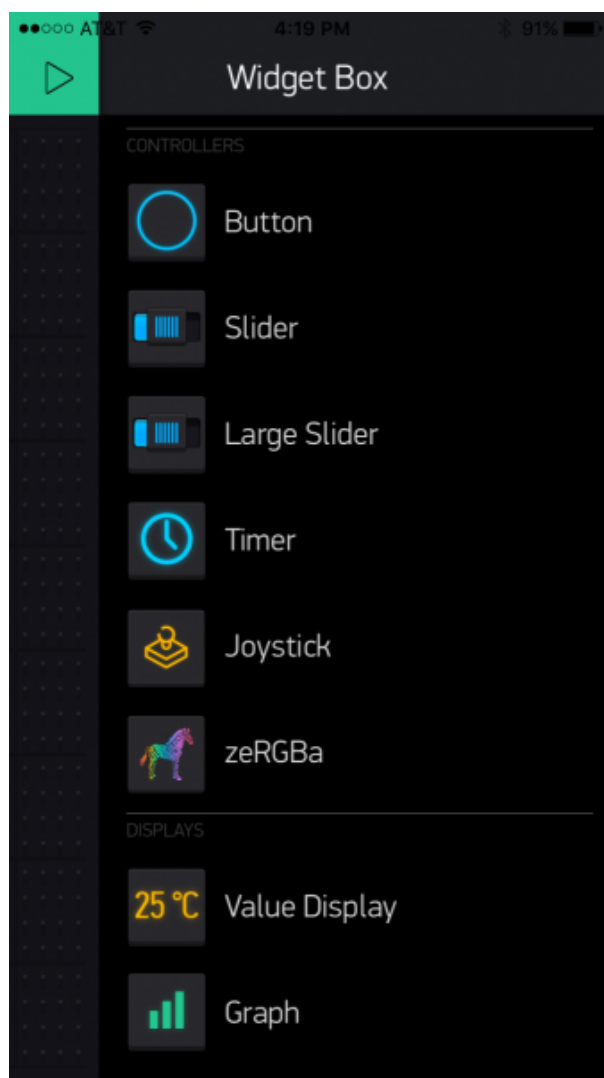 AT&T 4:19 PM 91%
Widget Box
CONTROLLERS
Button
Slider
Large Slider
Timer
Joystick
zeRGBa
DISPLAYS
25 °C Value Display
Graph